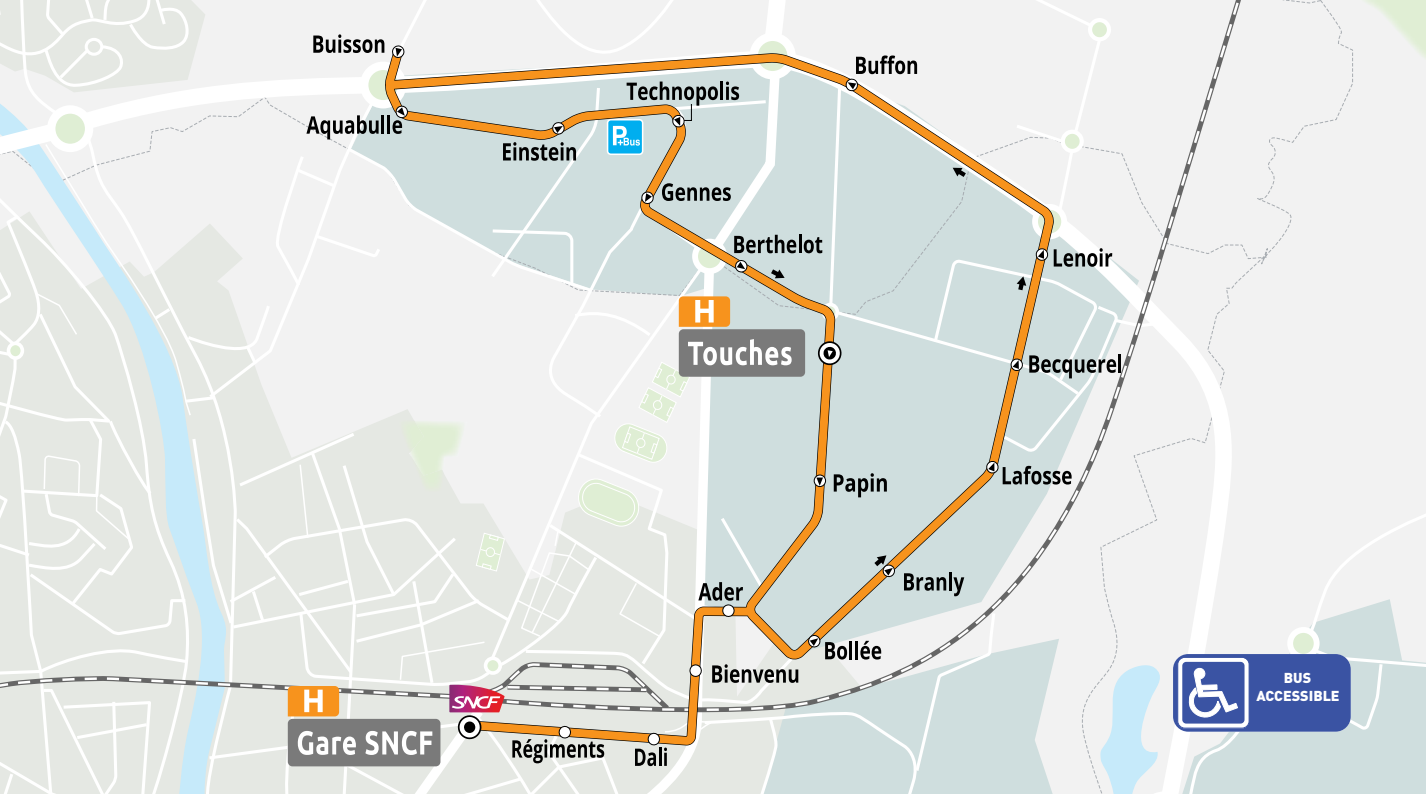 Buisson
Buffon
Technopolis
Aquabulle
P
+Bus
Einstein
Gennes
Berthelot
Lenoir
H
Touches
Becquerel
Lafosse
Papin
Branly
Ader
Bollée
Bienvenu
BUS
ACCESSIBLE
H
SNCF
Gare SNCF
Régiments
Dali